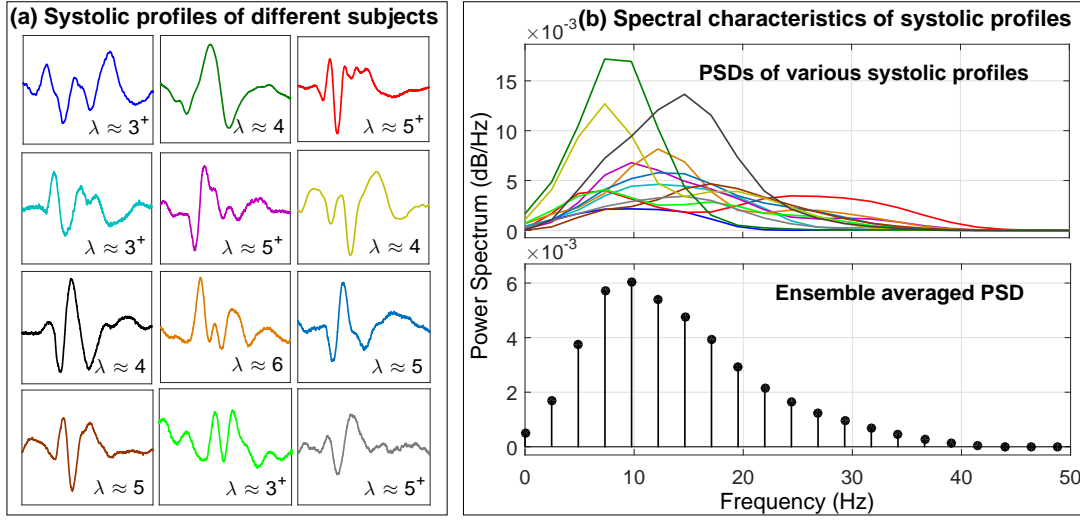 (a) Systolic profiles of different subjects
λ ≈ 3⁺
λ ≈ 4
λ ≈ 5⁺
λ ≈ 3⁺
λ ≈ 5⁺
λ ≈ 4
λ ≈ 4
λ ≈ 6
λ ≈ 5
λ ≈ 5
λ ≈ 3⁺
λ ≈ 5⁺
(b) Spectral characteristics of systolic profiles
×10⁻³
PSDs of various systolic profiles
15
10
5
0
×10⁻³
Ensemble averaged PSD
6
4
2
0
Power Spectrum (dB/Hz)
0 10 20 30 40 50
Frequency (Hz)